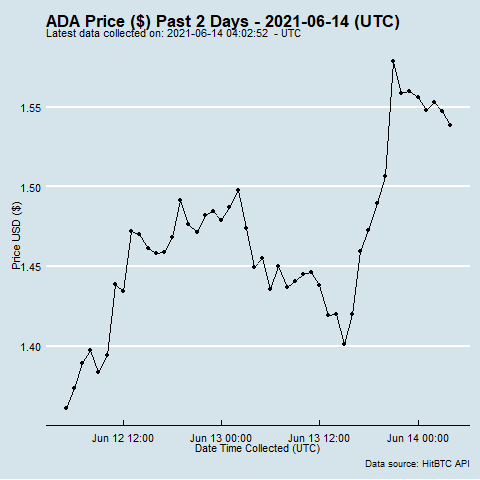 ADA Price ($) Past 2 Days - 2021-06-14 (UTC)
Latest data collected on: 2021-06-14 04:02:52 - UTC
1.55
1.50
1.45
1.40
Price USD ($)
Jun 12 12:00 Jun 13 00:00 Jun 13 12:00 Jun 14 00:00
Date Time Collected (UTC)
Data source: HitBTC API